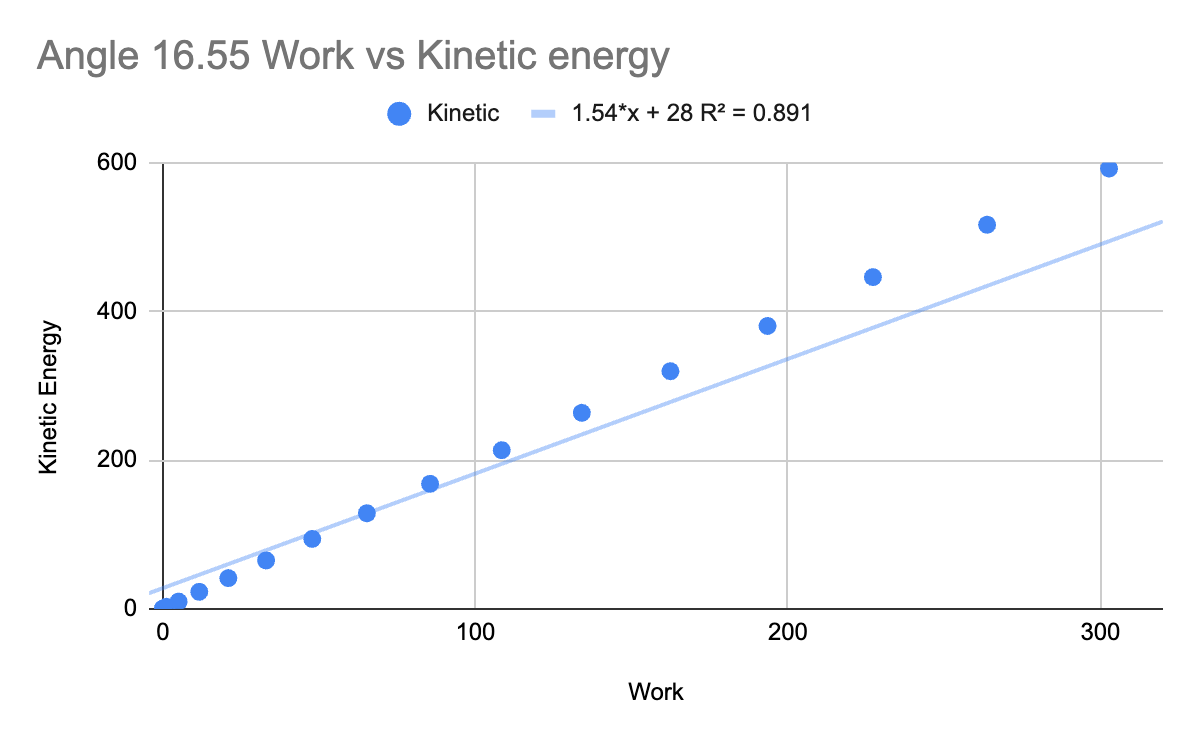 Angle 16.55 Work vs Kinetic energy
Kinetic 1.54*x + 28 R² = 0.891
600
400
200
0
Kinetic Energy
0 100 200 300
Work